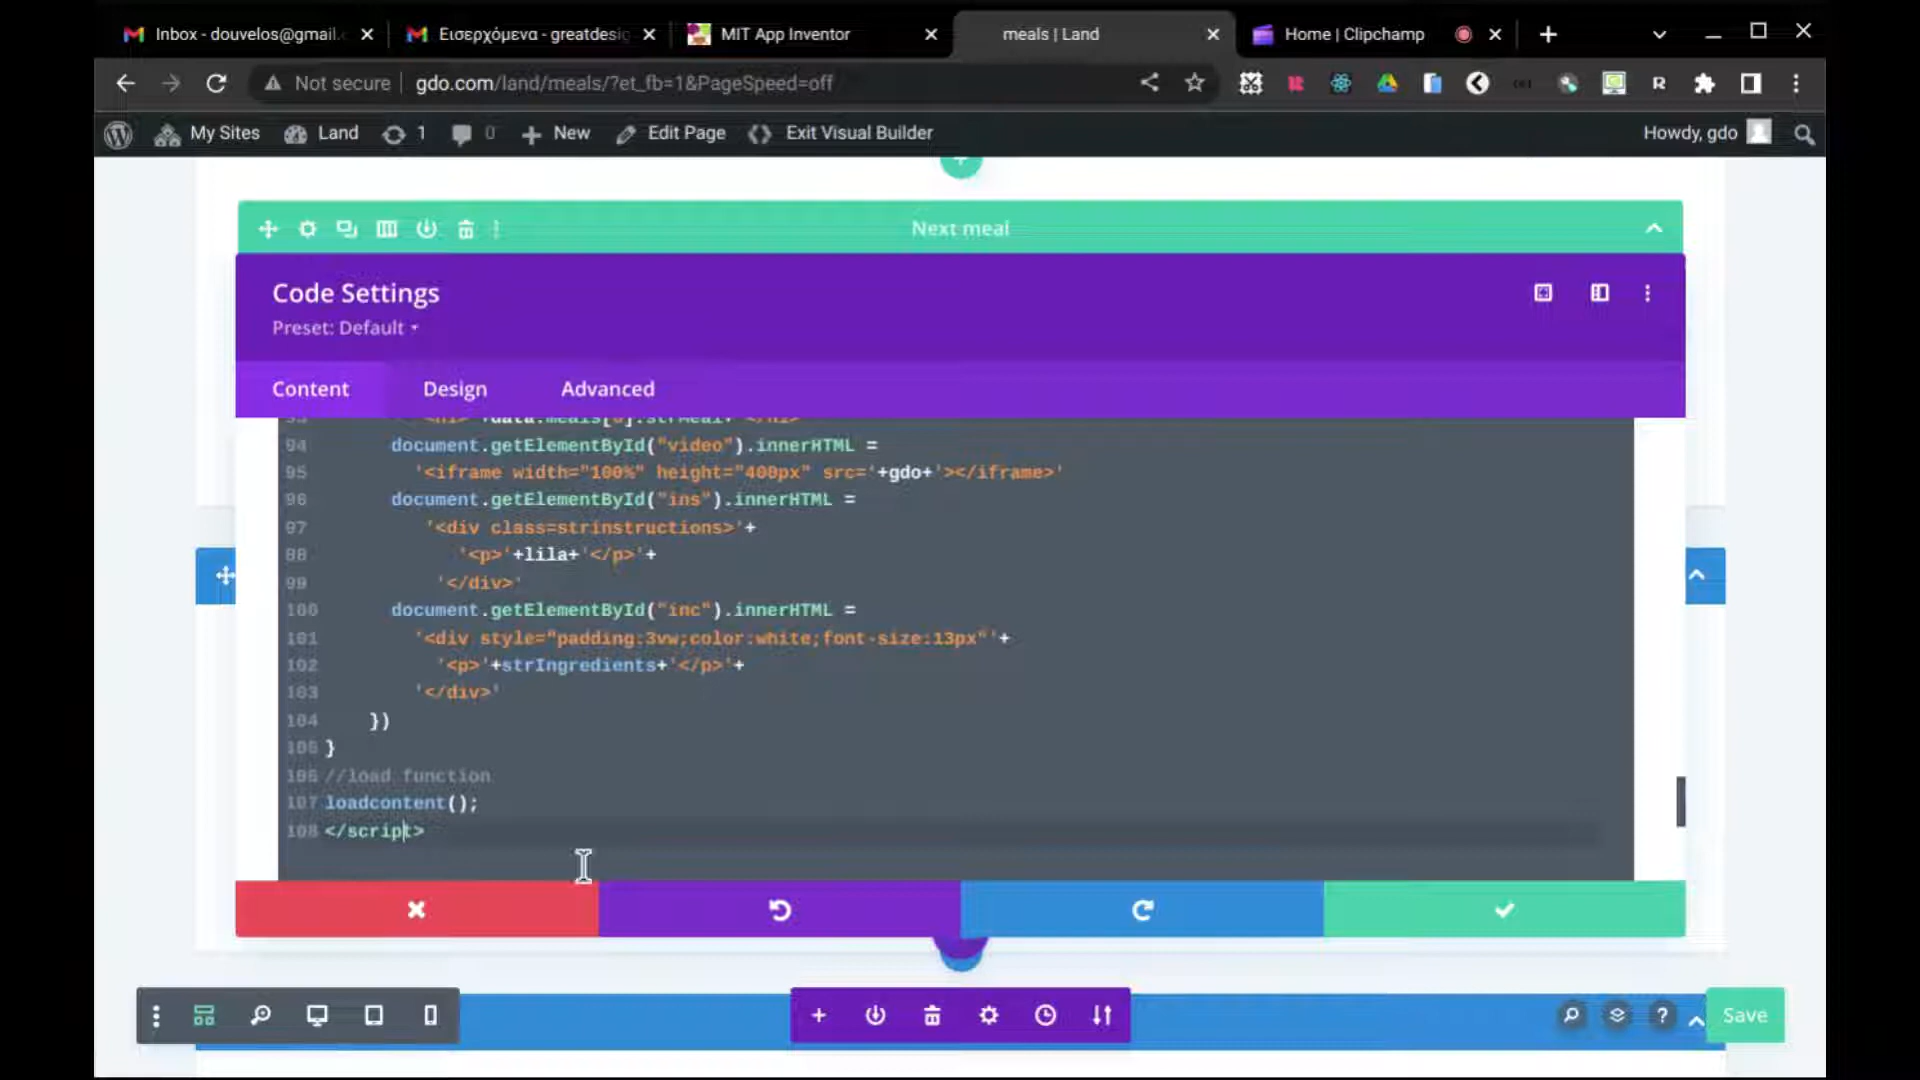 Inbox - douvelos@gmail.
Εισερχόμενα - greatdesig
MIT App Inventor
meals | Land
Home | Clipchamp
Not secure
gdo.com/land/meals/?et_fb=1&PageSpeed=off
My Sites
Land
1
0
New
Edit Page
Exit Visual Builder
Howdy, gdo
Next meal
Code Settings
Preset: Default
Content
Design
Advanced
94 document.getElementById("video").innerHTML =
95 '<iframe width="100%" height="400px" src='+gdo+'></iframe>'
96 document.getElementById("ins").innerHTML =
97 '<div class=strinstructions>'+
98 '<p>'+lila+'</p>'+
99 '</div>'
100 document.getElementById("inc").innerHTML =
101 '<div style="padding:3vw;color:white;font-size:13px"'+
102 '<p>'+strIngredients+'</p>'+
103 '</div>'
104 })
105 }
106 //load function
107 loadcontent();
108 </script>
Save